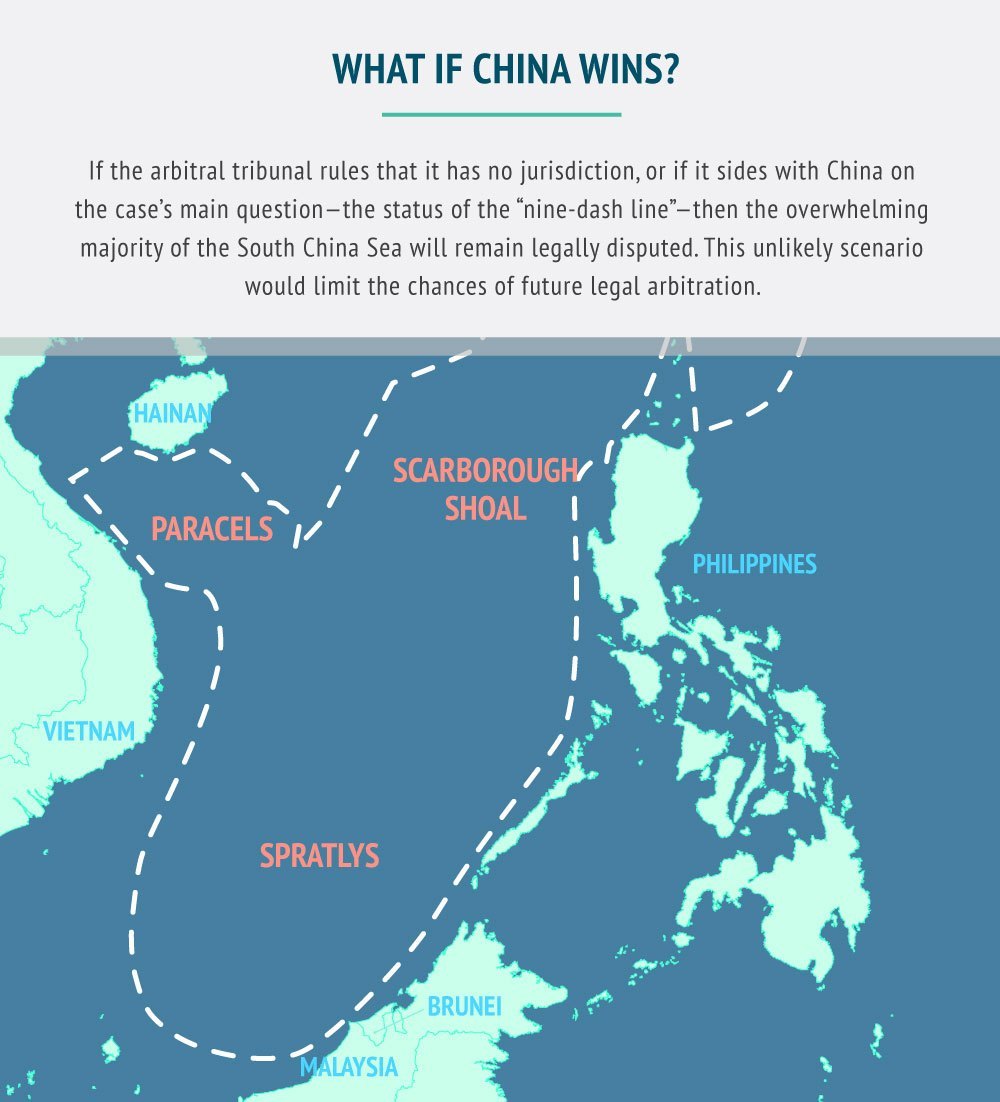 WHAT IF CHINA WINS?
If the arbitral tribunal rules that it has no jurisdiction, or if it sides with China on
the case’s main question—the status of the “nine-dash line”—then the overwhelming
majority of the South China Sea will remain legally disputed. This unlikely scenario
would limit the chances of future legal arbitration.
HAINAN
SCARBOROUGH
SHOAL
PARACELS
PHILIPPINES
VIETNAM
SPRATLYS
BRUNEI
MALAYSIA